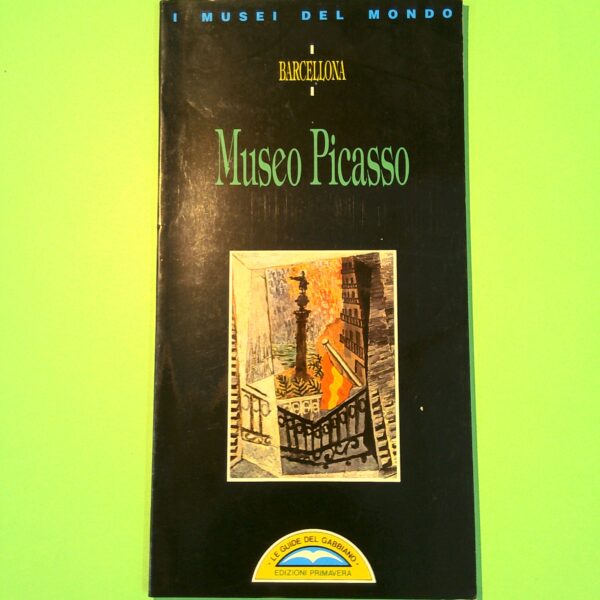 I MUSEI DEL MONDO
BARCELLONA
Museo Picasso
· LE GUIDE DEL GABBIANO ·
EDIZIONI PRIMAVERA